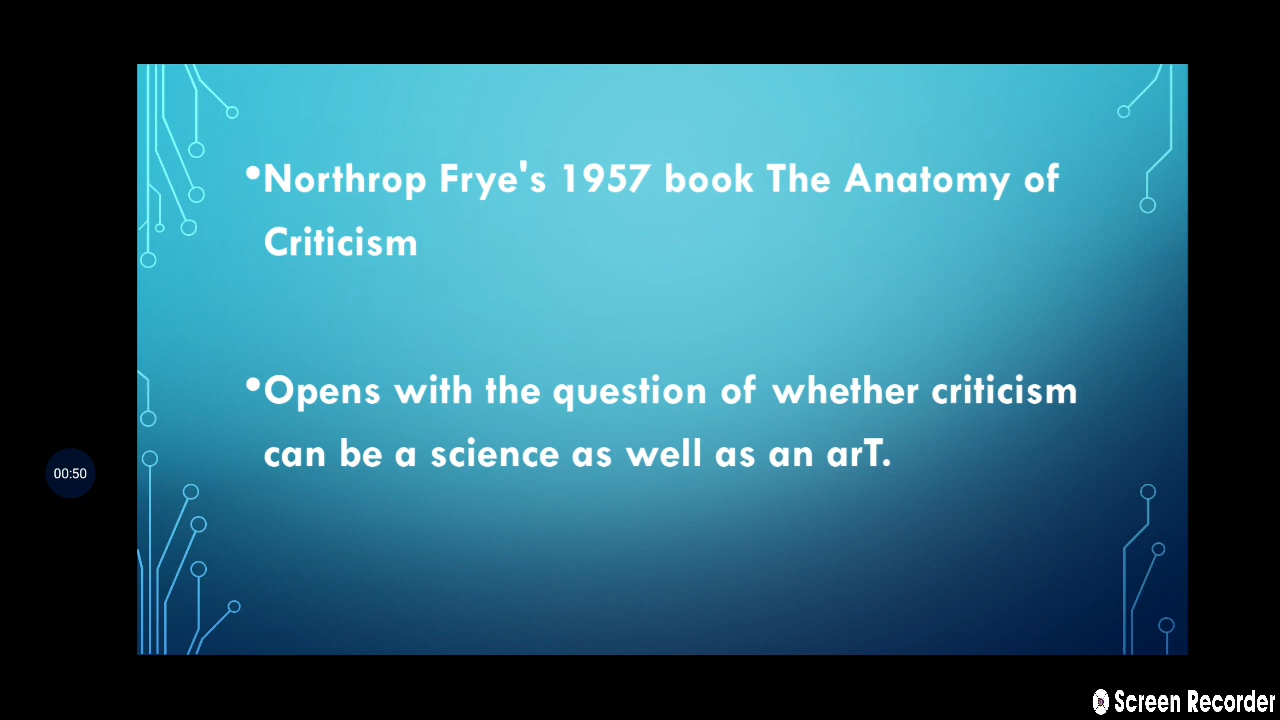 •Northrop Frye's 1957 book The Anatomy of
Criticism
•Opens with the question of whether criticism
can be a science as well as an arT.
00:50
Screen Recorder